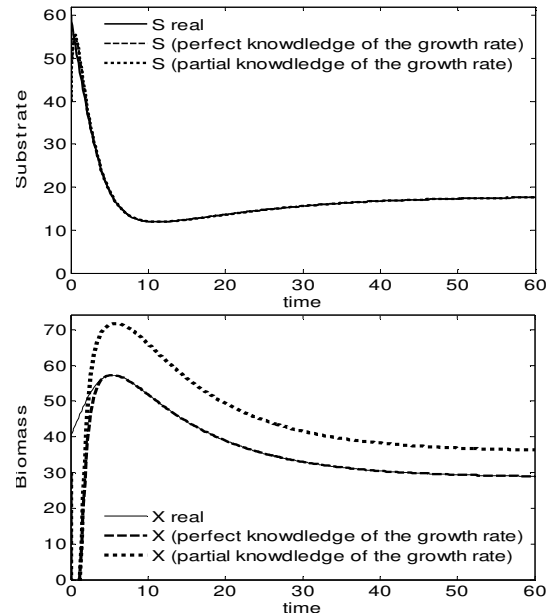 60
50
40
30
20
10
0
Substrate
S real
S (perfect knowdledge of the growth rate)
S (partial knowdledge of the growth rate)
0 10 20 30 40 50 60
time
70
60
50
40
30
20
10
0
Biomass
X real
X (perfect knowdledge of the growth rate)
X (partial knowdledge of the growth rate)
0 10 20 30 40 50 60
time